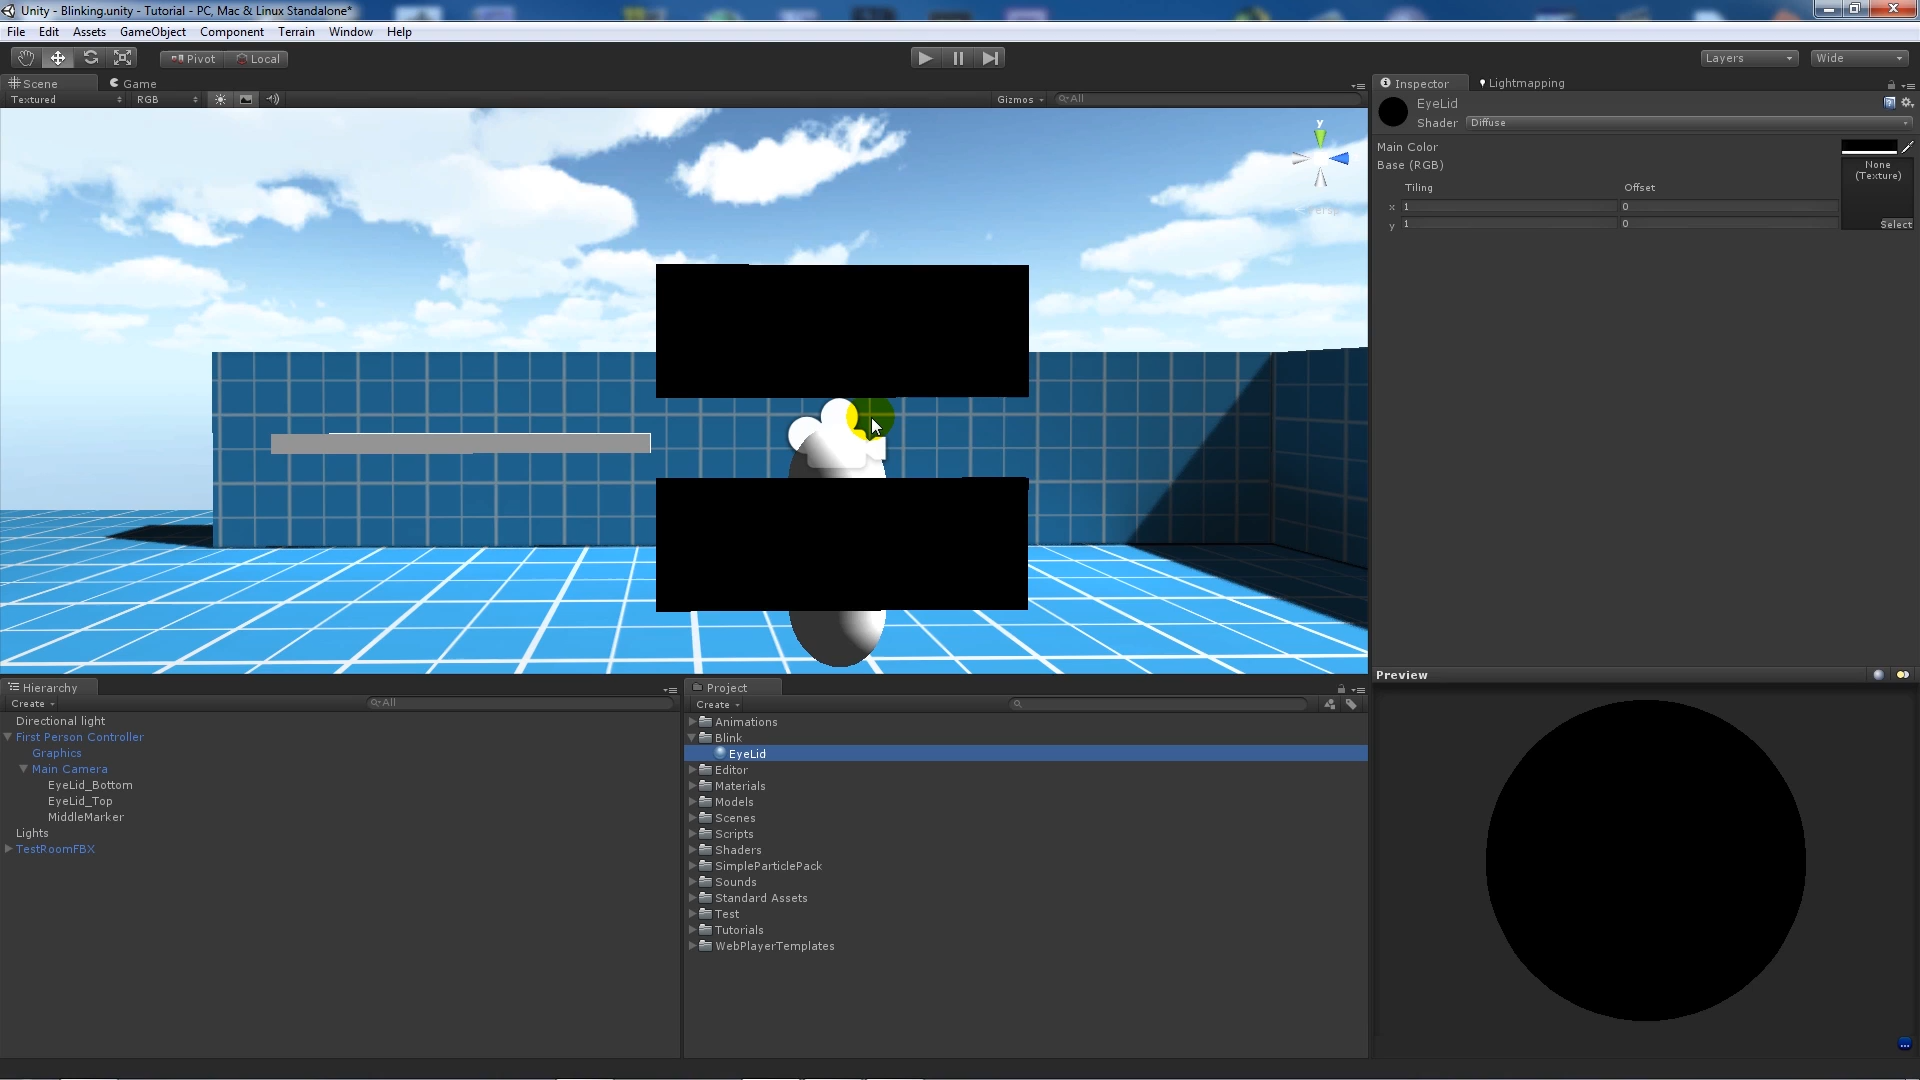 Unity - Blinking.unity - Tutorial - PC, Mac & Linux Standalone*
File Edit Assets GameObject Component Terrain Window Help
Pivot Local Layers Wide
Scene Game
Textured RGB Gizmos All
y
Persp
Inspector Lightmapping
EyeLid
Shader Diffuse
Main Color
Base (RGB) None
(Texture)
Tiling Offset
x 1 0
y 1 0 Select
Preview
Hierarchy
Create All
Directional light
First Person Controller
Graphics
Main Camera
EyeLid_Bottom
EyeLid_Top
MiddleMarker
Lights
TestRoomFBX
Project
Create
Animations
Blink
EyeLid
Editor
Materials
Models
Scenes
Scripts
Shaders
SimpleParticlePack
Sounds
Standard Assets
Test
Tutorials
WebPlayerTemplates